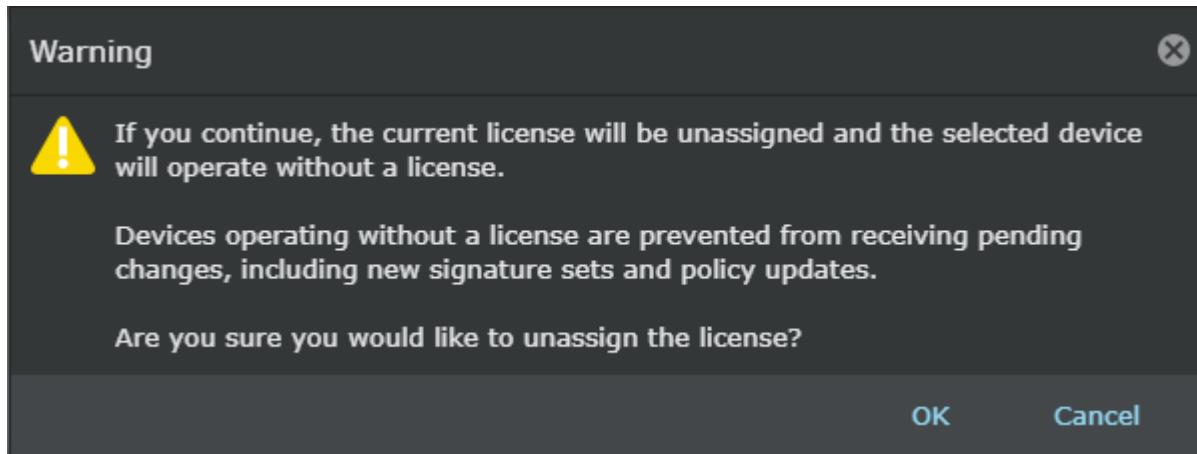 Warning
If you continue, the current license will be unassigned and the selected device
will operate without a license.
Devices operating without a license are prevented from receiving pending
changes, including new signature sets and policy updates.
Are you sure you would like to unassign the license?
OK Cancel